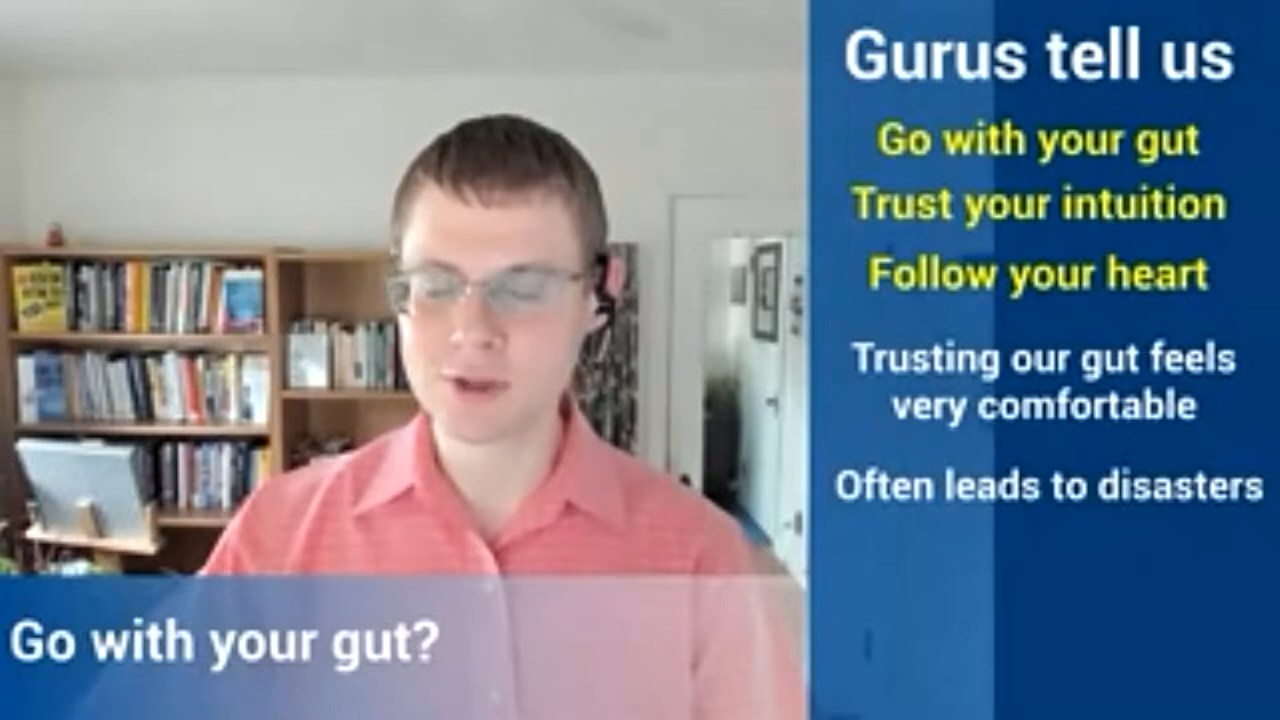 Gurus tell us
Go with your gut
Trust your intuition
Follow your heart
Trusting our gut feels
very comfortable
Often leads to disasters
Go with your gut?